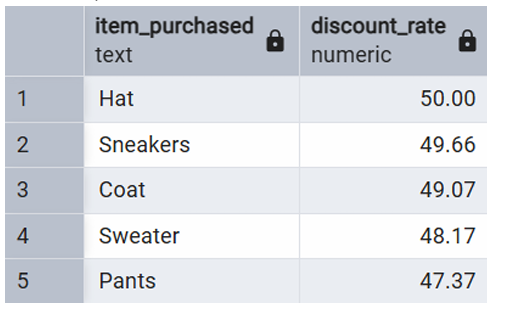 item_purchased discount_rate
text numeric
1 Hat 50.00
2 Sneakers 49.66
3 Coat 49.07
4 Sweater 48.17
5 Pants 47.37